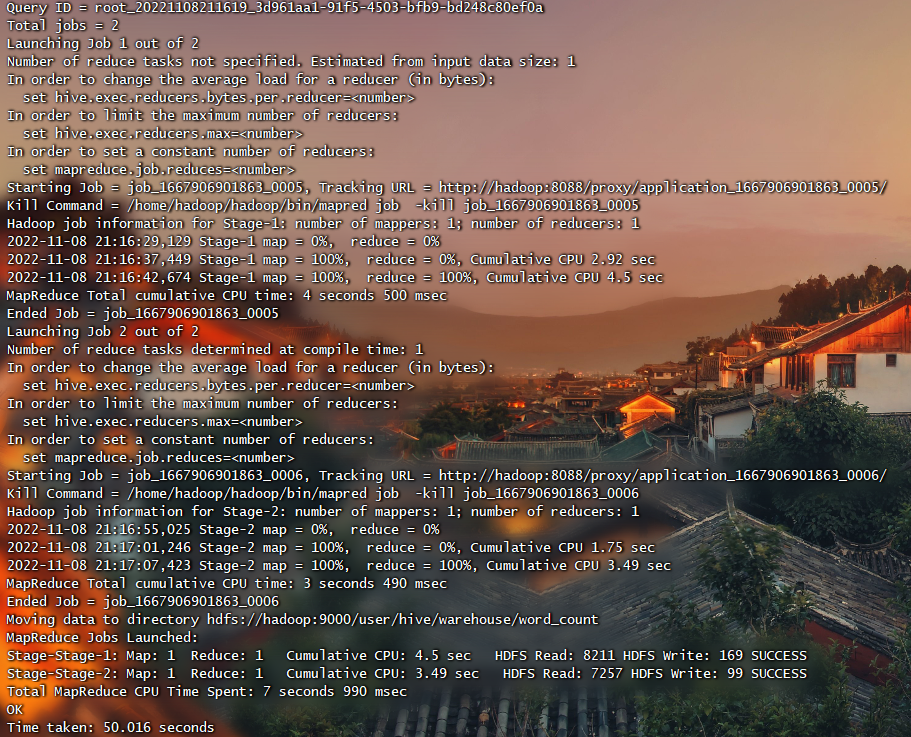 Query ID = root_20221108211619_3d961aa1-91f5-4503-bfb9-bd248c80ef0a
Total jobs = 2
Launching Job 1 out of 2
Number of reduce tasks not specified. Estimated from input data size: 1
In order to change the average load for a reducer (in bytes):
  set hive.exec.reducers.bytes.per.reducer=<number>
In order to limit the maximum number of reducers:
  set hive.exec.reducers.max=<number>
In order to set a constant number of reducers:
  set mapreduce.job.reduces=<number>
Starting Job = job_1667906901863_0005, Tracking URL = http://hadoop:8088/proxy/application_1667906901863_0005/
Kill Command = /home/hadoop/hadoop/bin/mapred job  -kill job_1667906901863_0005
Hadoop job information for Stage-1: number of mappers: 1; number of reducers: 1
2022-11-08 21:16:29,129 Stage-1 map = 0%,  reduce = 0%
2022-11-08 21:16:37,449 Stage-1 map = 100%,  reduce = 0%, Cumulative CPU 2.92 sec
2022-11-08 21:16:42,674 Stage-1 map = 100%,  reduce = 100%, Cumulative CPU 4.5 sec
MapReduce Total cumulative CPU time: 4 seconds 500 msec
Ended Job = job_1667906901863_0005
Launching Job 2 out of 2
Number of reduce tasks determined at compile time: 1
In order to change the average load for a reducer (in bytes):
  set hive.exec.reducers.bytes.per.reducer=<number>
In order to limit the maximum number of reducers:
  set hive.exec.reducers.max=<number>
In order to set a constant number of reducers:
  set mapreduce.job.reduces=<number>
Starting Job = job_1667906901863_0006, Tracking URL = http://hadoop:8088/proxy/application_1667906901863_0006/
Kill Command = /home/hadoop/hadoop/bin/mapred job  -kill job_1667906901863_0006
Hadoop job information for Stage-2: number of mappers: 1; number of reducers: 1
2022-11-08 21:16:55,025 Stage-2 map = 0%,  reduce = 0%
2022-11-08 21:17:01,246 Stage-2 map = 100%,  reduce = 0%, Cumulative CPU 1.75 sec
2022-11-08 21:17:07,423 Stage-2 map = 100%,  reduce = 100%, Cumulative CPU 3.49 sec
MapReduce Total cumulative CPU time: 3 seconds 490 msec
Ended Job = job_1667906901863_0006
Moving data to directory hdfs://hadoop:9000/user/hive/warehouse/word_count
MapReduce Jobs Launched:
Stage-Stage-1: Map: 1  Reduce: 1   Cumulative CPU: 4.5 sec   HDFS Read: 8211 HDFS Write: 169 SUCCESS
Stage-Stage-2: Map: 1  Reduce: 1   Cumulative CPU: 3.49 sec   HDFS Read: 7257 HDFS Write: 99 SUCCESS
Total MapReduce CPU Time Spent: 7 seconds 990 msec
OK
Time taken: 50.016 seconds